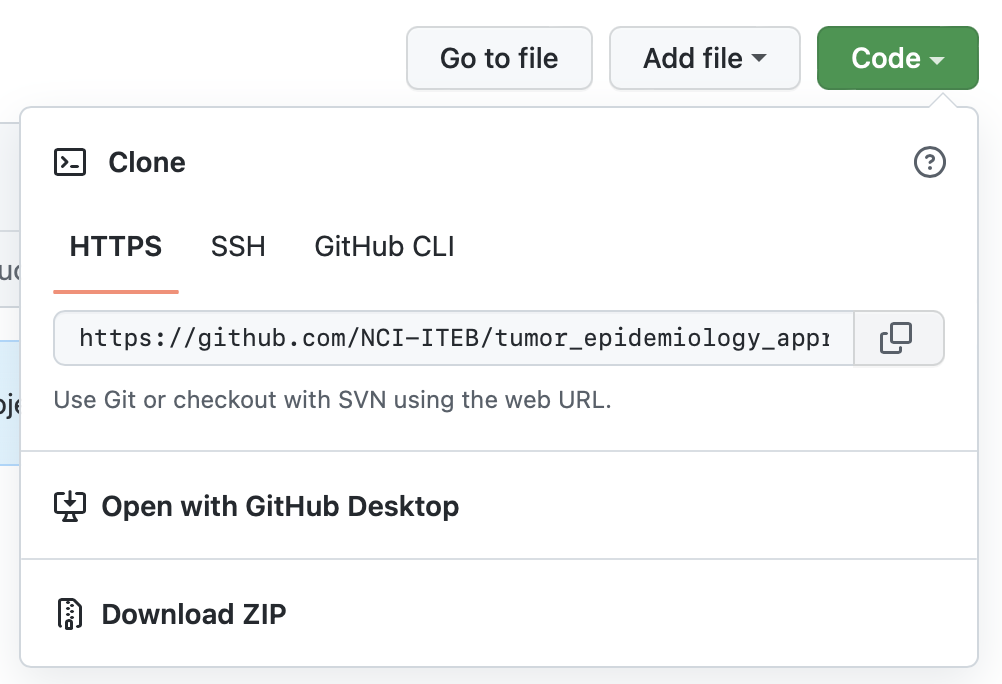 Go to file Add file Code
Clone
HTTPS SSH GitHub CLI
https://github.com/NCI-ITEB/tumor_epidemiology_appr
Use Git or checkout with SVN using the web URL.
Open with GitHub Desktop
Download ZIP